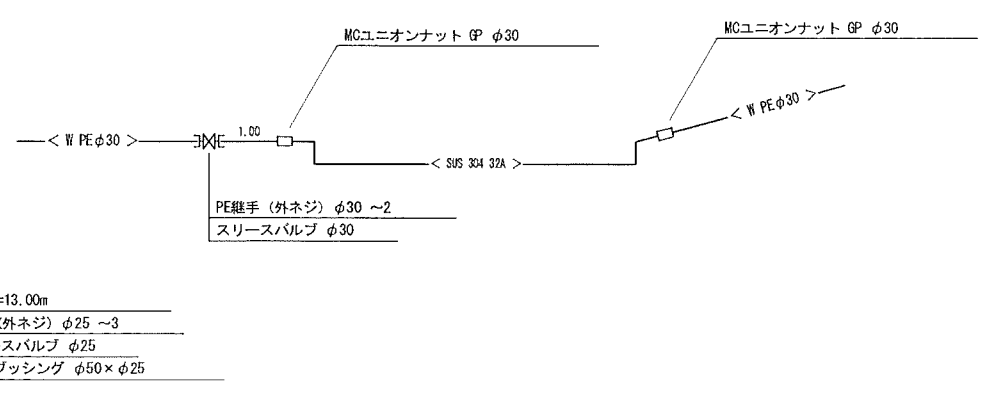 MCユニオンナット GP φ30
MCユニオンナット GP φ30
< W PEφ30 >
1.00
< SUS 304 32A >
< W PEφ30 >
PE継手 (外ネジ) φ30 ～2
スリースバルブ φ30
=13.00m
(外ネジ) φ25 ～3
スバルブ φ25
ブッシング φ50×φ25